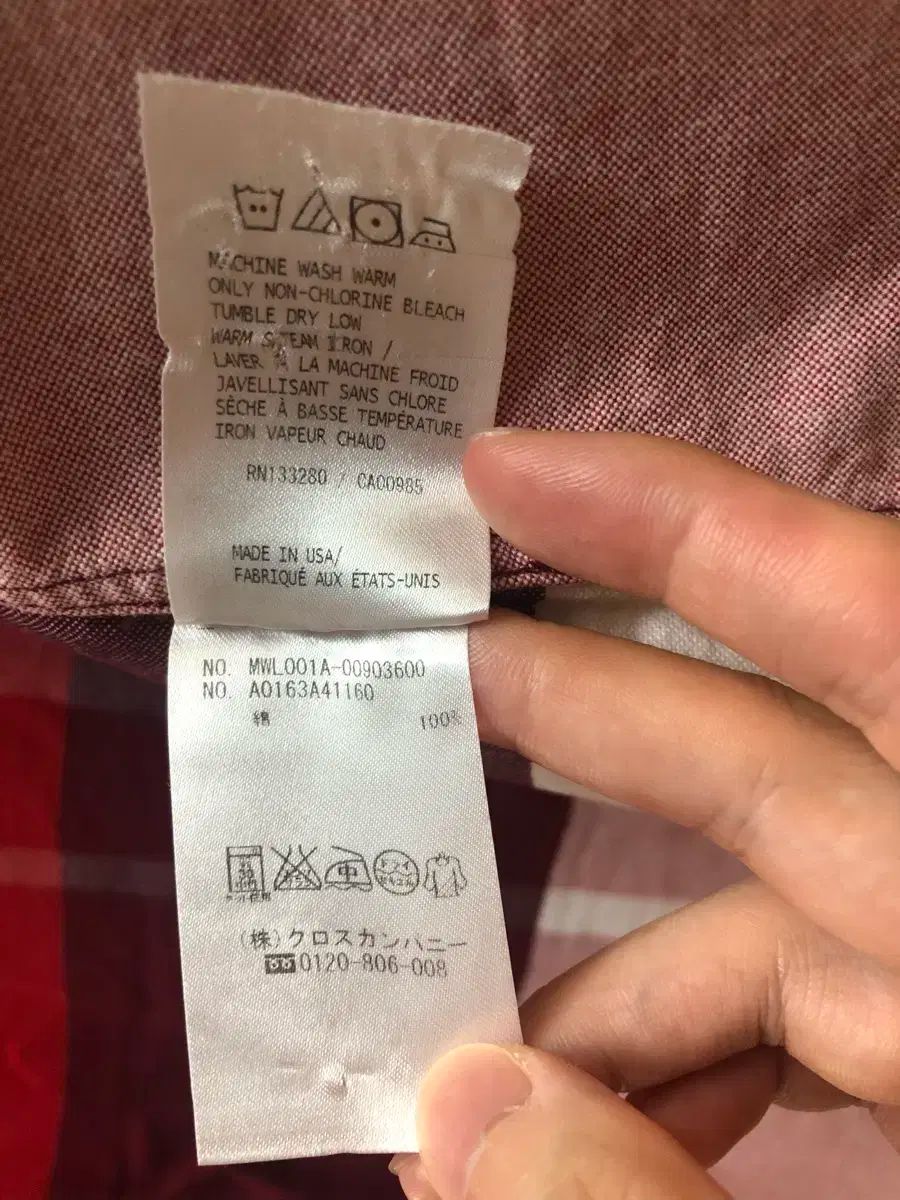 MACHINE WASH WARM
ONLY NON-CHLORINE BLEACH
TUMBLE DRY LOW
WARM STEAM IRON /
LAVER À LA MACHINE FROID
JAVELLISANT SANS CHLORE
SÈCHE À BASSE TEMPÉRATURE
IRON VAPEUR CHAUD
RN133280 / CA00985
MADE IN USA/
FABRIQUÉ AUX ÉTATS-UNIS
NO. MWL001A-00903600
NO. A0163A41160
綿 100%
中
(株)クロスカンパニー
0120-806-008